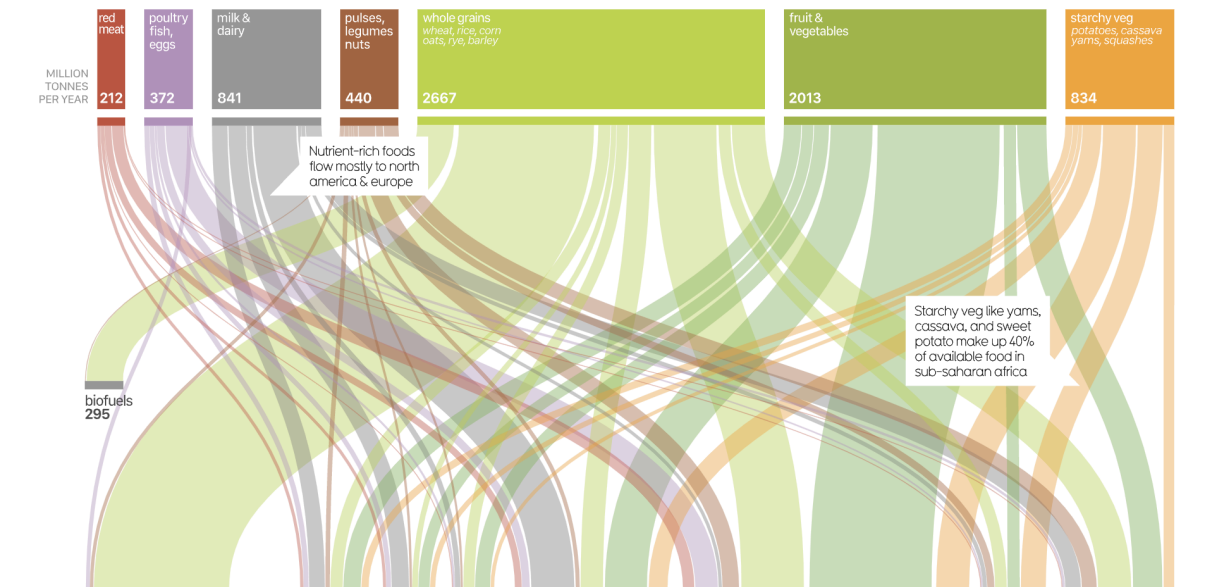 red
meat
poultry
fish,
eggs
milk &
dairy
pulses,
legumes
nuts
whole grains
wheat, rice, corn
oats, rye, barley
fruit &
vegetables
starchy veg
potatoes, cassava
yams, squashes
MILLION
TONNES
PER YEAR
212
372
841
440
2667
2013
834
Nutrient-rich foods
flow mostly to north
america & europe
Starchy veg like yams,
cassava, and sweet
potato make up 40%
of available food in
sub-saharan africa
biofuels
295